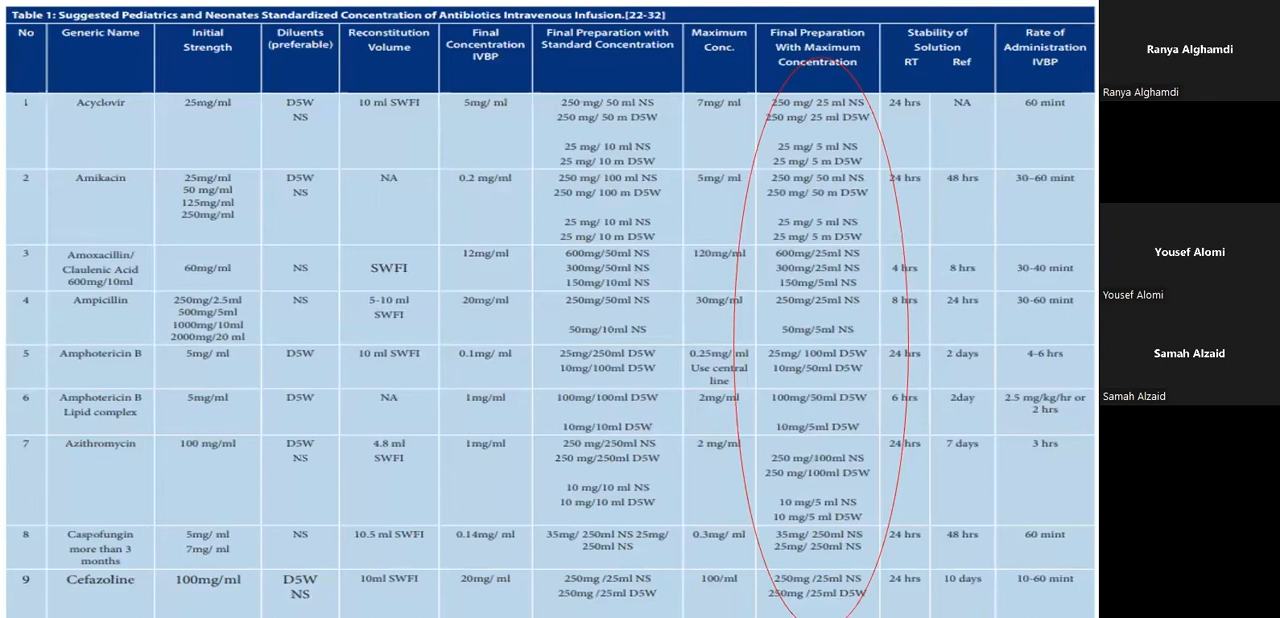 Table 1: Suggested Pediatrics and Neonates Standardized Concentration of Antibiotics Intravenous Infusion.[22-32]
No Generic Name Initial Strength Diluents (preferable) Reconstitution Volume Final Concentration IVBP Final Preparation with Standard Concentration Maximum Conc. Final Preparation With Maximum Concentration Stability of Solution RT Ref Rate of Administration IVBP
1 Acyclovir 25mg/ml D5W 10 ml SWFI 5mg/ ml 250 mg/ 50 ml NS 7mg/ ml 250 mg/ 25 ml NS 24 hrs NA 60 mint
NS 250 mg/ 50 m D5W 250 mg/ 25 ml D5W
25 mg/ 10 ml NS 25 mg/ 5 ml NS
25 mg/ 10 m D5W 25 mg/ 5 m D5W
2 Amikacin 25mg/ml D5W NA 0.2 mg/ml 250 mg/ 100 ml NS 5mg/ ml 250 mg/ 50 ml NS 24 hrs 48 hrs 30-60 mint
50 mg/ml NS 250 mg/ 100 m D5W 250 mg/ 50 m D5W
125mg/ml
250mg/ml 25 mg/ 10 ml NS 25 mg/ 5 ml NS
25 mg/ 10 m D5W 25 mg/ 5 m D5W
3 Amoxacillin/ 12mg/ml 600mg/50ml NS 120mg/ml 600mg/25ml NS
Claulenic Acid 60mg/ml NS SWFI 300mg/50ml NS 300mg/25ml NS 4 hrs 8 hrs 30-40 mint
600mg/10ml 150mg/10ml NS 150mg/5ml NS
4 Ampicillin 250mg/2.5ml NS 5-10 ml 20mg/ml 250mg/50ml NS 30mg/ml 250mg/25ml NS 8 hrs 24 hrs 30-60 mint
500mg/5ml SWFI
1000mg/10ml 50mg/10ml NS 50mg/5ml NS
2000mg/20 ml
5 Amphotericin B 5mg/ ml D5W 10 ml SWFI 0.1mg/ ml 25mg/250ml D5W 0.25mg/ ml 25mg/ 100ml D5W 24 hrs 2 days 4-6 hrs
10mg/100ml D5W Use central 10mg/50ml D5W
line
6 Amphotericin B 5mg/ml D5W NA 1mg/ml 100mg/100ml D5W 2mg/ml 100mg/50ml D5W 6 hrs 2day 2.5 mg/kg/hr or
Lipid complex 2 hrs
10mg/10ml D5W 10mg/5ml D5W
7 Azithromycin 100 mg/ml D5W 4.8 ml 1mg/ml 250 mg/250ml NS 2 mg/ml 24 hrs 7 days 3 hrs
NS SWFI 250 mg/250ml D5W 250 mg/100ml NS
250 mg/100ml D5W
10 mg/10 ml NS
10 mg/10 ml D5W 10 mg/5 ml NS
10 mg/5 ml D5W
8 Caspofungin 5mg/ ml NS 10.5 ml SWFI 0.14mg/ ml 35mg/ 250ml NS 25mg/ 0.3mg/ ml 35mg/ 250ml NS 24 hrs 48 hrs 60 mint
more than 3 7mg/ ml 250ml NS 25mg/ 250ml NS
months
9 Cefazoline 100mg/ml D5W 10ml SWFI 20mg/ ml 250mg /25ml NS 100/ml 250mg /25ml NS 24 hrs 10 days 10-60 mint
NS 250mg /25ml D5W 250mg /25ml D5W
Ranya Alghamdi
Ranya Alghamdi
Yousef Alomi
Yousef Alomi
Samah Alzaid
Samah Alzaid